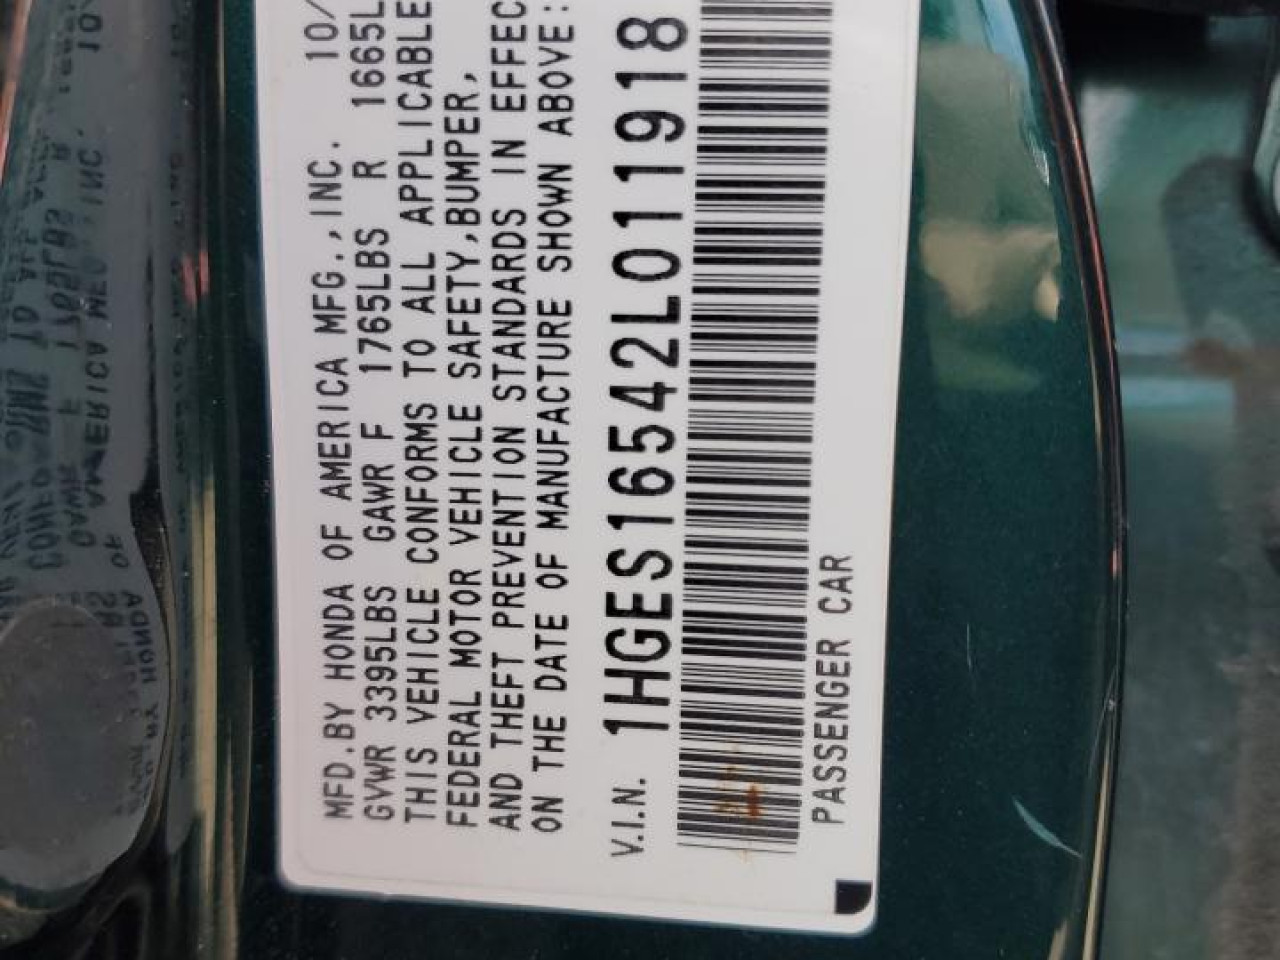 MFD.BY HONDA OF AMERICA MFG.,INC. 10/
GVWR 3395LBS GAWR F 1765LBS R 1665L
THIS VEHICLE CONFORMS TO ALL APPLICABLE
FEDERAL MOTOR VEHICLE SAFETY,BUMPER,
AND THEFT PREVENTION STANDARDS IN EFFEC
ON THE DATE OF MANUFACTURE SHOWN ABOVE:
V.I.N. 1HGES16542L011918
PASSENGER CAR